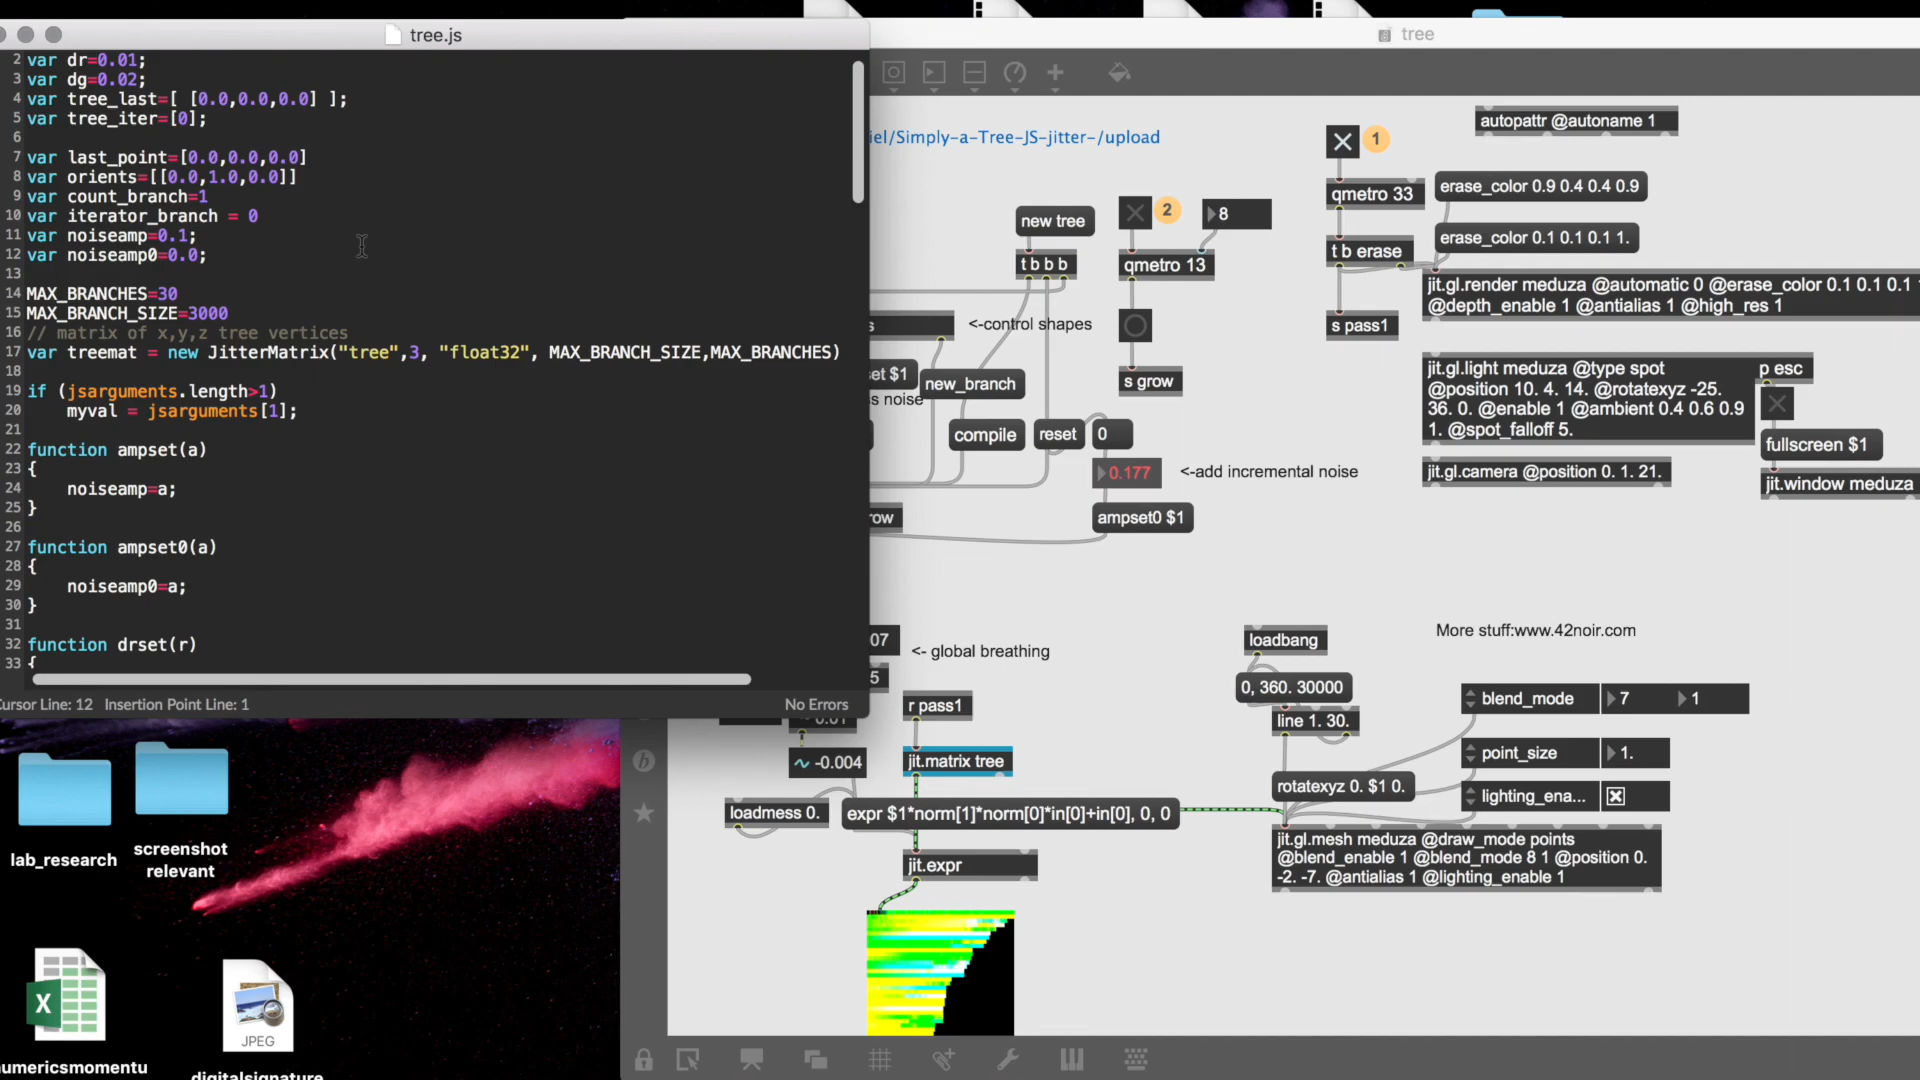 tree.js
2 var dr=0.01;
3 var dg=0.02;
4 var tree_last=[ [0.0,0.0,0.0] ];
5 var tree_iter=[0];
6
7 var last_point=[0.0,0.0,0.0]
8 var orients=[[0.0,1.0,0.0]]
9 var count_branch=1
10 var iterator_branch = 0
11 var noiseamp=0.1;
12 var noiseamp0=0.0;
13
14 MAX_BRANCHES=30
15 MAX_BRANCH_SIZE=3000
16 // matrix of x,y,z tree vertices
17 var treemat = new JitterMatrix("tree",3, "float32", MAX_BRANCH_SIZE,MAX_BRANCHES)
18
19 if (jsarguments.length>1)
20 myval = jsarguments[1];
21
22 function ampset(a)
23 {
24 noiseamp=a;
25 }
26
27 function ampset0(a)
28 {
29 noiseamp0=a;
30 }
31
32 function drset(r)
33 {
Cursor Line: 12 Insertion Point Line: 1
No Errors
tree
iel/Simply-a-Tree-JS-jitter-/upload
new tree
t b b b
2
8
qmetro 13
s
<-control shapes
et $1
s noise
new_branch
s grow
compile
reset
0
0.177
<-add incremental noise
row
ampset0 $1
1
autopattr @autoname 1
qmetro 33
erase_color 0.9 0.4 0.4 0.9
t b erase
erase_color 0.1 0.1 0.1 1.
jit.gl.render meduza @automatic 0 @erase_color 0.1 0.1 0.1 1
@depth_enable 1 @antialias 1 @high_res 1
s pass1
jit.gl.light meduza @type spot
@position 10. 4. 14. @rotatexyz -25.
36. 0. @enable 1 @ambient 0.4 0.6 0.9
1. @spot_falloff 5.
p esc
fullscreen $1
jit.gl.camera @position 0. 1. 21.
jit.window meduza
07
<- global breathing
5
r pass1
~ 0.01
-0.004
jit.matrix tree
loadmess 0.
expr $1*norm[1]*norm[0]*in[0]+in[0], 0, 0
jit.expr
loadbang
0, 360. 30000
line 1. 30.
rotatexyz 0. $1 0.
More stuff:www.42noir.com
blend_mode 7 1
point_size 1.
lighting_ena...
jit.gl.mesh meduza @draw_mode points
@blend_enable 1 @blend_mode 8 1 @position 0.
-2. -7. @antialias 1 @lighting_enable 1
lab_research
screenshot
relevant
X
JPEG
numericsmomentu
digitalsignature